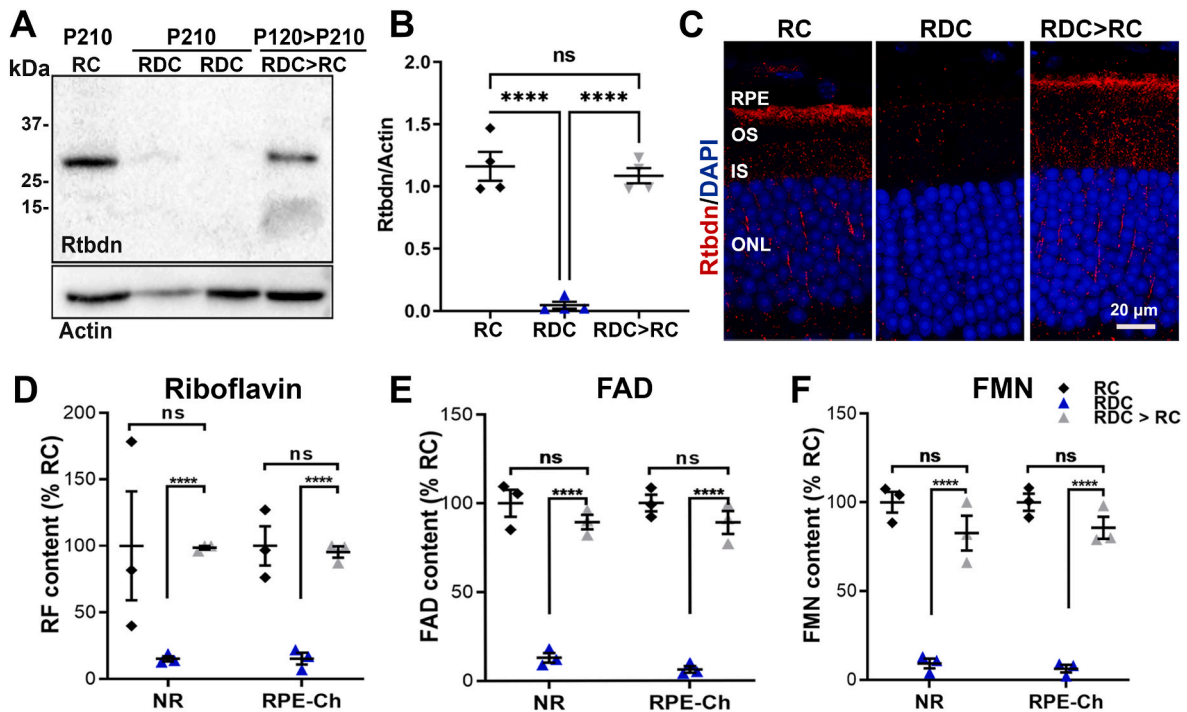 A
P210 P210 P120>P210
kDa RC RDC RDC RDC>RC
37-
25-
15-
Rtbdn
Actin
B
Rtbdn/Actin
2.0
1.5
1.0
1.0
0.0
ns
**** ****
RC RDC RDC>RC
C
RC RDC RDC>RC
Rtbdn/DAPI
RPE
OS
IS
ONL
20 µm
D Riboflavin
RF content (% RC)
200
150
100
50
0
ns
ns
**** ****
NR RPE-Ch
E FAD
FAD content (% RC)
150
100
50
0
ns ns
**** ****
NR RPE-Ch
F FMN
RC
RDC
RDC > RC
FMN content (% RC)
150
100
50
0
ns ns
**** ****
NR RPE-Ch